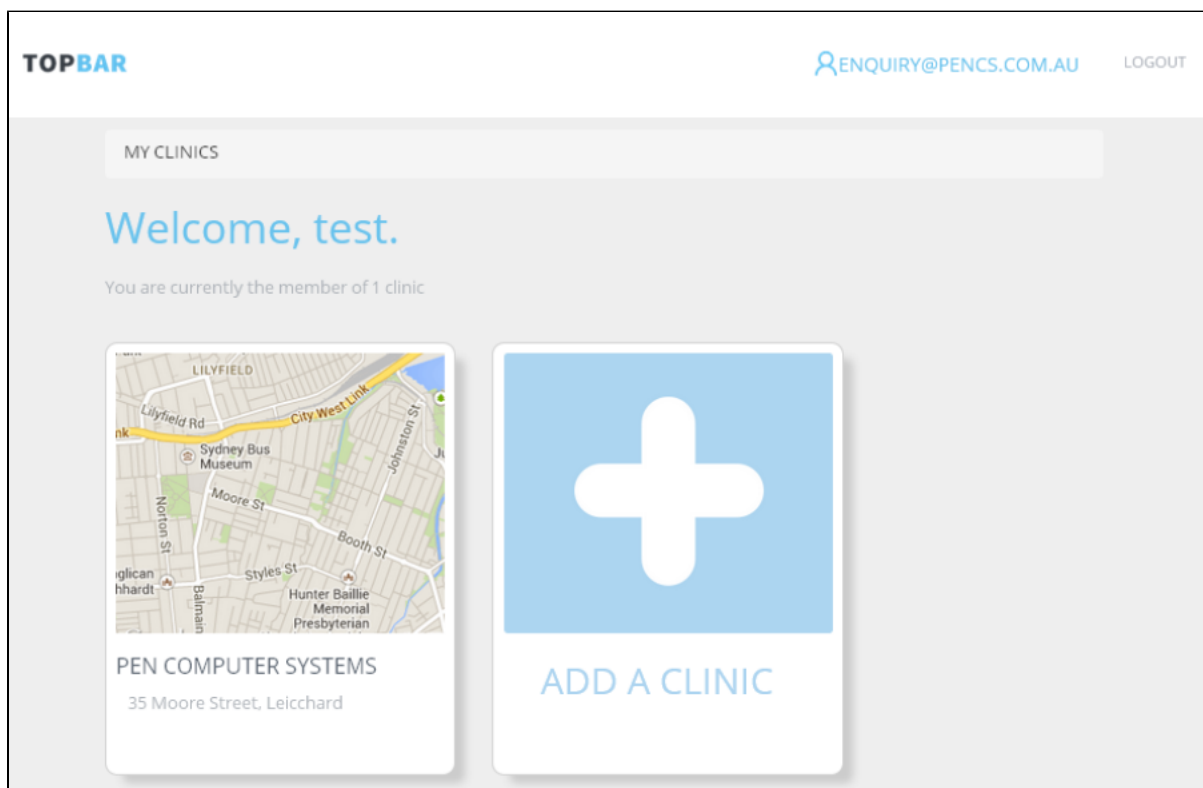 TOPBAR
ENQUIRY@PENCS.COM.AU
LOGOUT
MY CLINICS
Welcome, test.
You are currently the member of 1 clinic
LILYFIELD
Lilyfield Rd
City West Link
Johnston St
Sydney Bus
Museum
Moore St
Norton St
Booth St
Styles St
Balmain
Hunter Baillie
Memorial
Presbyterian
PEN COMPUTER SYSTEMS
35 Moore Street, Leicchard
ADD A CLINIC